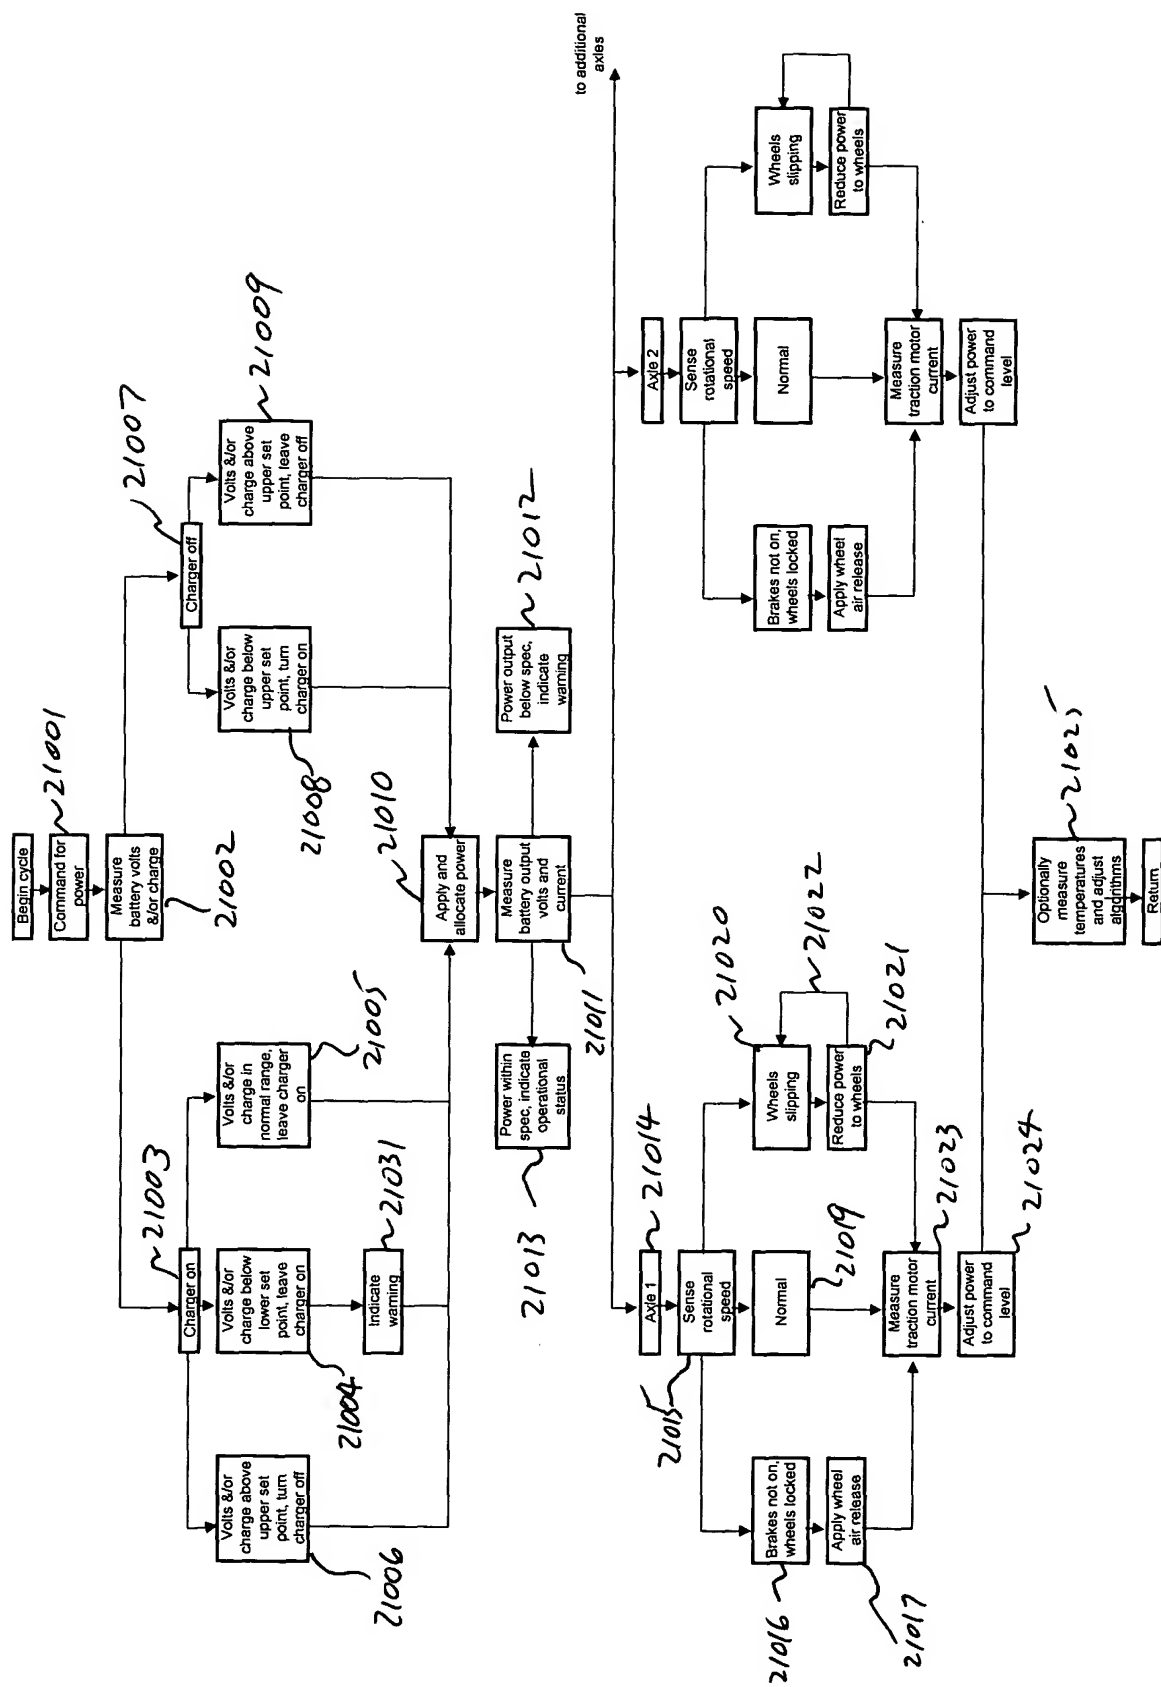 Begin cycle
Command for
power
21001
Measure
battery volts
&/or charge
21002
21003
Charger on
21007
Charger off
Volts &/or
charge above
upper set
point, turn
charger off
21006
Volts &/or
charge below
lower set
point, leave
charger on
21004
Volts &/or
charge in
normal range,
leave charger
on
21005
Volts &/or
charge below
upper set
point, turn
charger on
21008
Volts &/or
charge above
upper set
point, leave
charger off
21009
Indicate
warning
21031
Apply and
allocate power
21010
Power within
spec, indicate
operational
status
21013
Measure
battery output
volts and
current
21011
Power output
below spec,
indicate
warning
21012
to additional
axles
Axle 1
21014
Sense
rotational
speed
21015
Brakes not on,
wheels locked
21016
Apply wheel
air release
21017
Normal
21019
Wheels
slipping
21020
Reduce power
to wheels
21021
21022
Measure
traction motor
current
21023
Adjust power
to command
level
21024
Axle 2
Sense
rotational
speed
Brakes not on,
wheels locked
Apply wheel
air release
Normal
Wheels
slipping
Reduce power
to wheels
Measure
traction motor
current
Adjust power
to command
level
Optionally
measure
temperatures
and adjust
algorithms
21025
Return